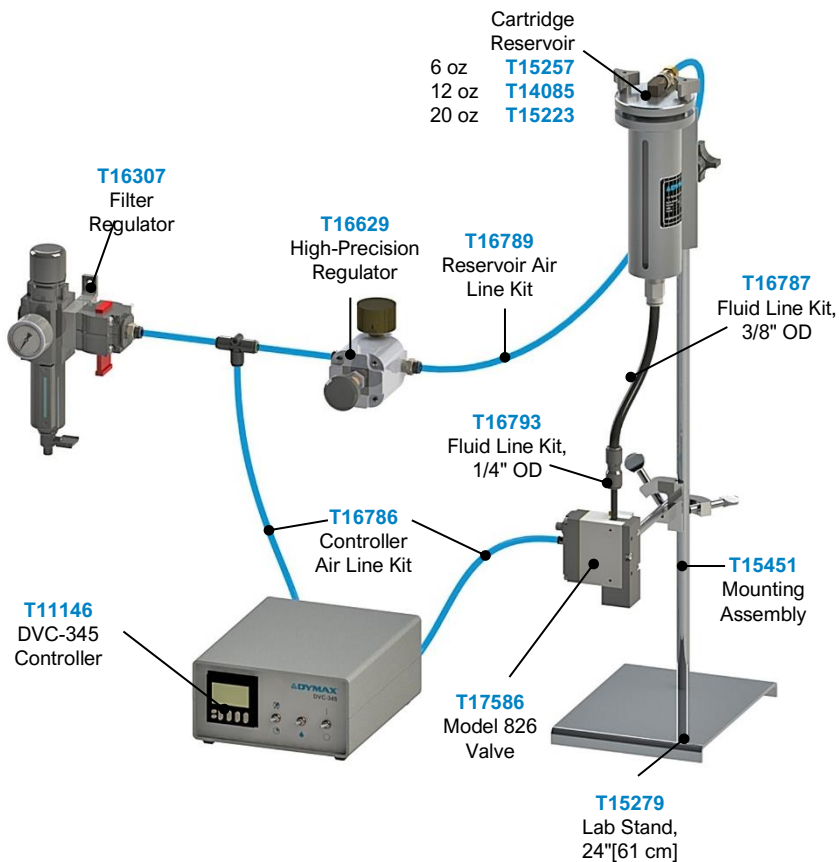 Cartridge
Reservoir
6 oz T15257
12 oz T14085
20 oz T15223
T16307
Filter
Regulator
T16629
High-Precision
Regulator
T16789
Reservoir Air
Line Kit
T16787
Fluid Line Kit,
3/8" OD
T16793
Fluid Line Kit,
1/4" OD
T16786
Controller
Air Line Kit
T15451
Mounting
Assembly
T11146
DVC-345
Controller
DYMAX
DVC-345
T17586
Model 826
Valve
T15279
Lab Stand,
24"[61 cm]
DYMAX